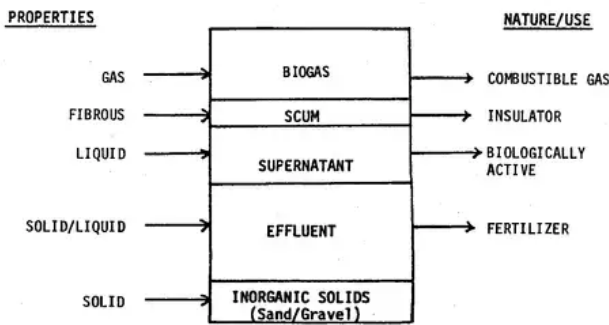 PROPERTIES
NATURE/USE
GAS
BIOGAS
COMBUSTIBLE GAS
FIBROUS
SCUM
INSULATOR
LIQUID
SUPERNATANT
BIOLOGICALLY
ACTIVE
SOLID/LIQUID
EFFLUENT
FERTILIZER
SOLID
INORGANIC SOLIDS
(Sand/Gravel)